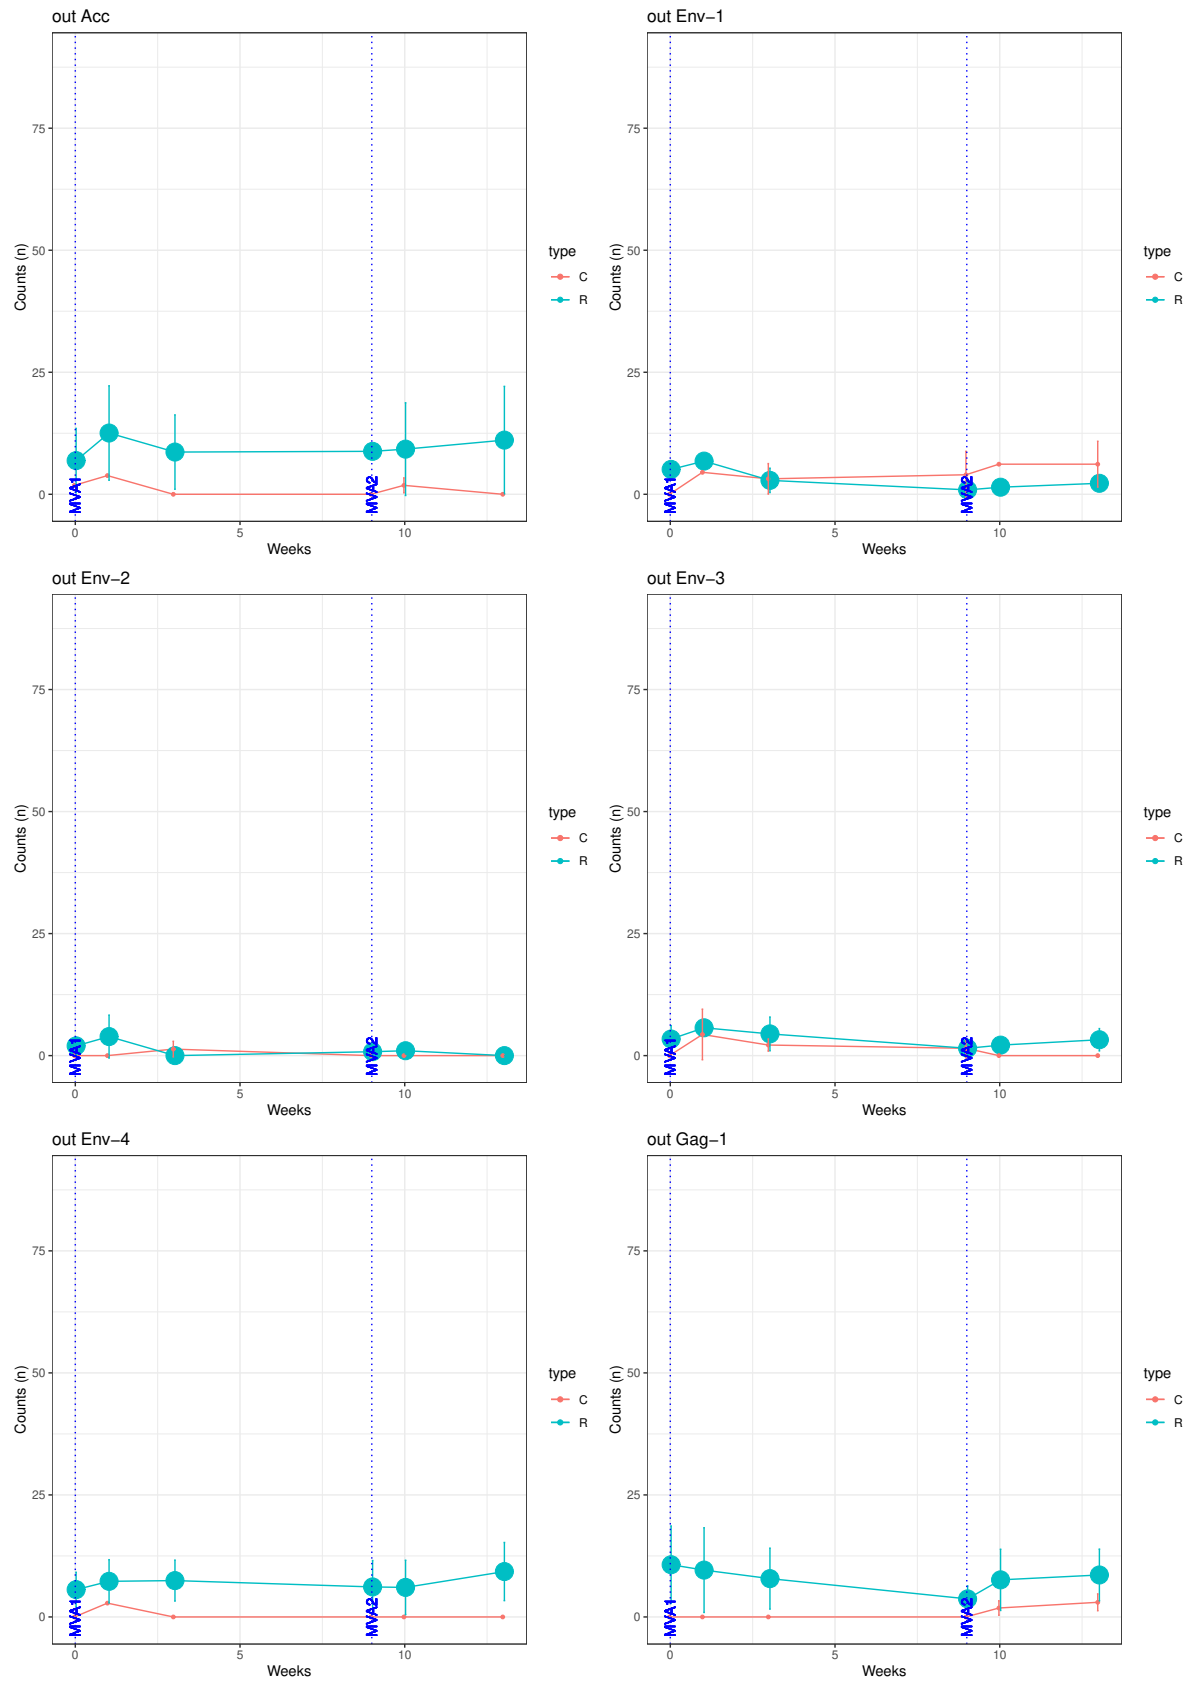 out Acc
75
50
25
0
Counts (n)
MVA1
MVA2
0
5
10
Weeks
type
C
R
out Env−1
75
50
25
0
Counts (n)
MVA1
MVA2
0
5
10
Weeks
type
C
R
out Env−2
75
50
25
0
Counts (n)
MVA1
MVA2
0
5
10
Weeks
type
C
R
out Env−3
75
50
25
0
Counts (n)
MVA1
MVA2
0
5
10
Weeks
type
C
R
out Env−4
75
50
25
0
Counts (n)
MVA1
MVA2
0
5
10
Weeks
type
C
R
out Gag−1
75
50
25
0
Counts (n)
MVA1
MVA2
0
5
10
Weeks
type
C
R